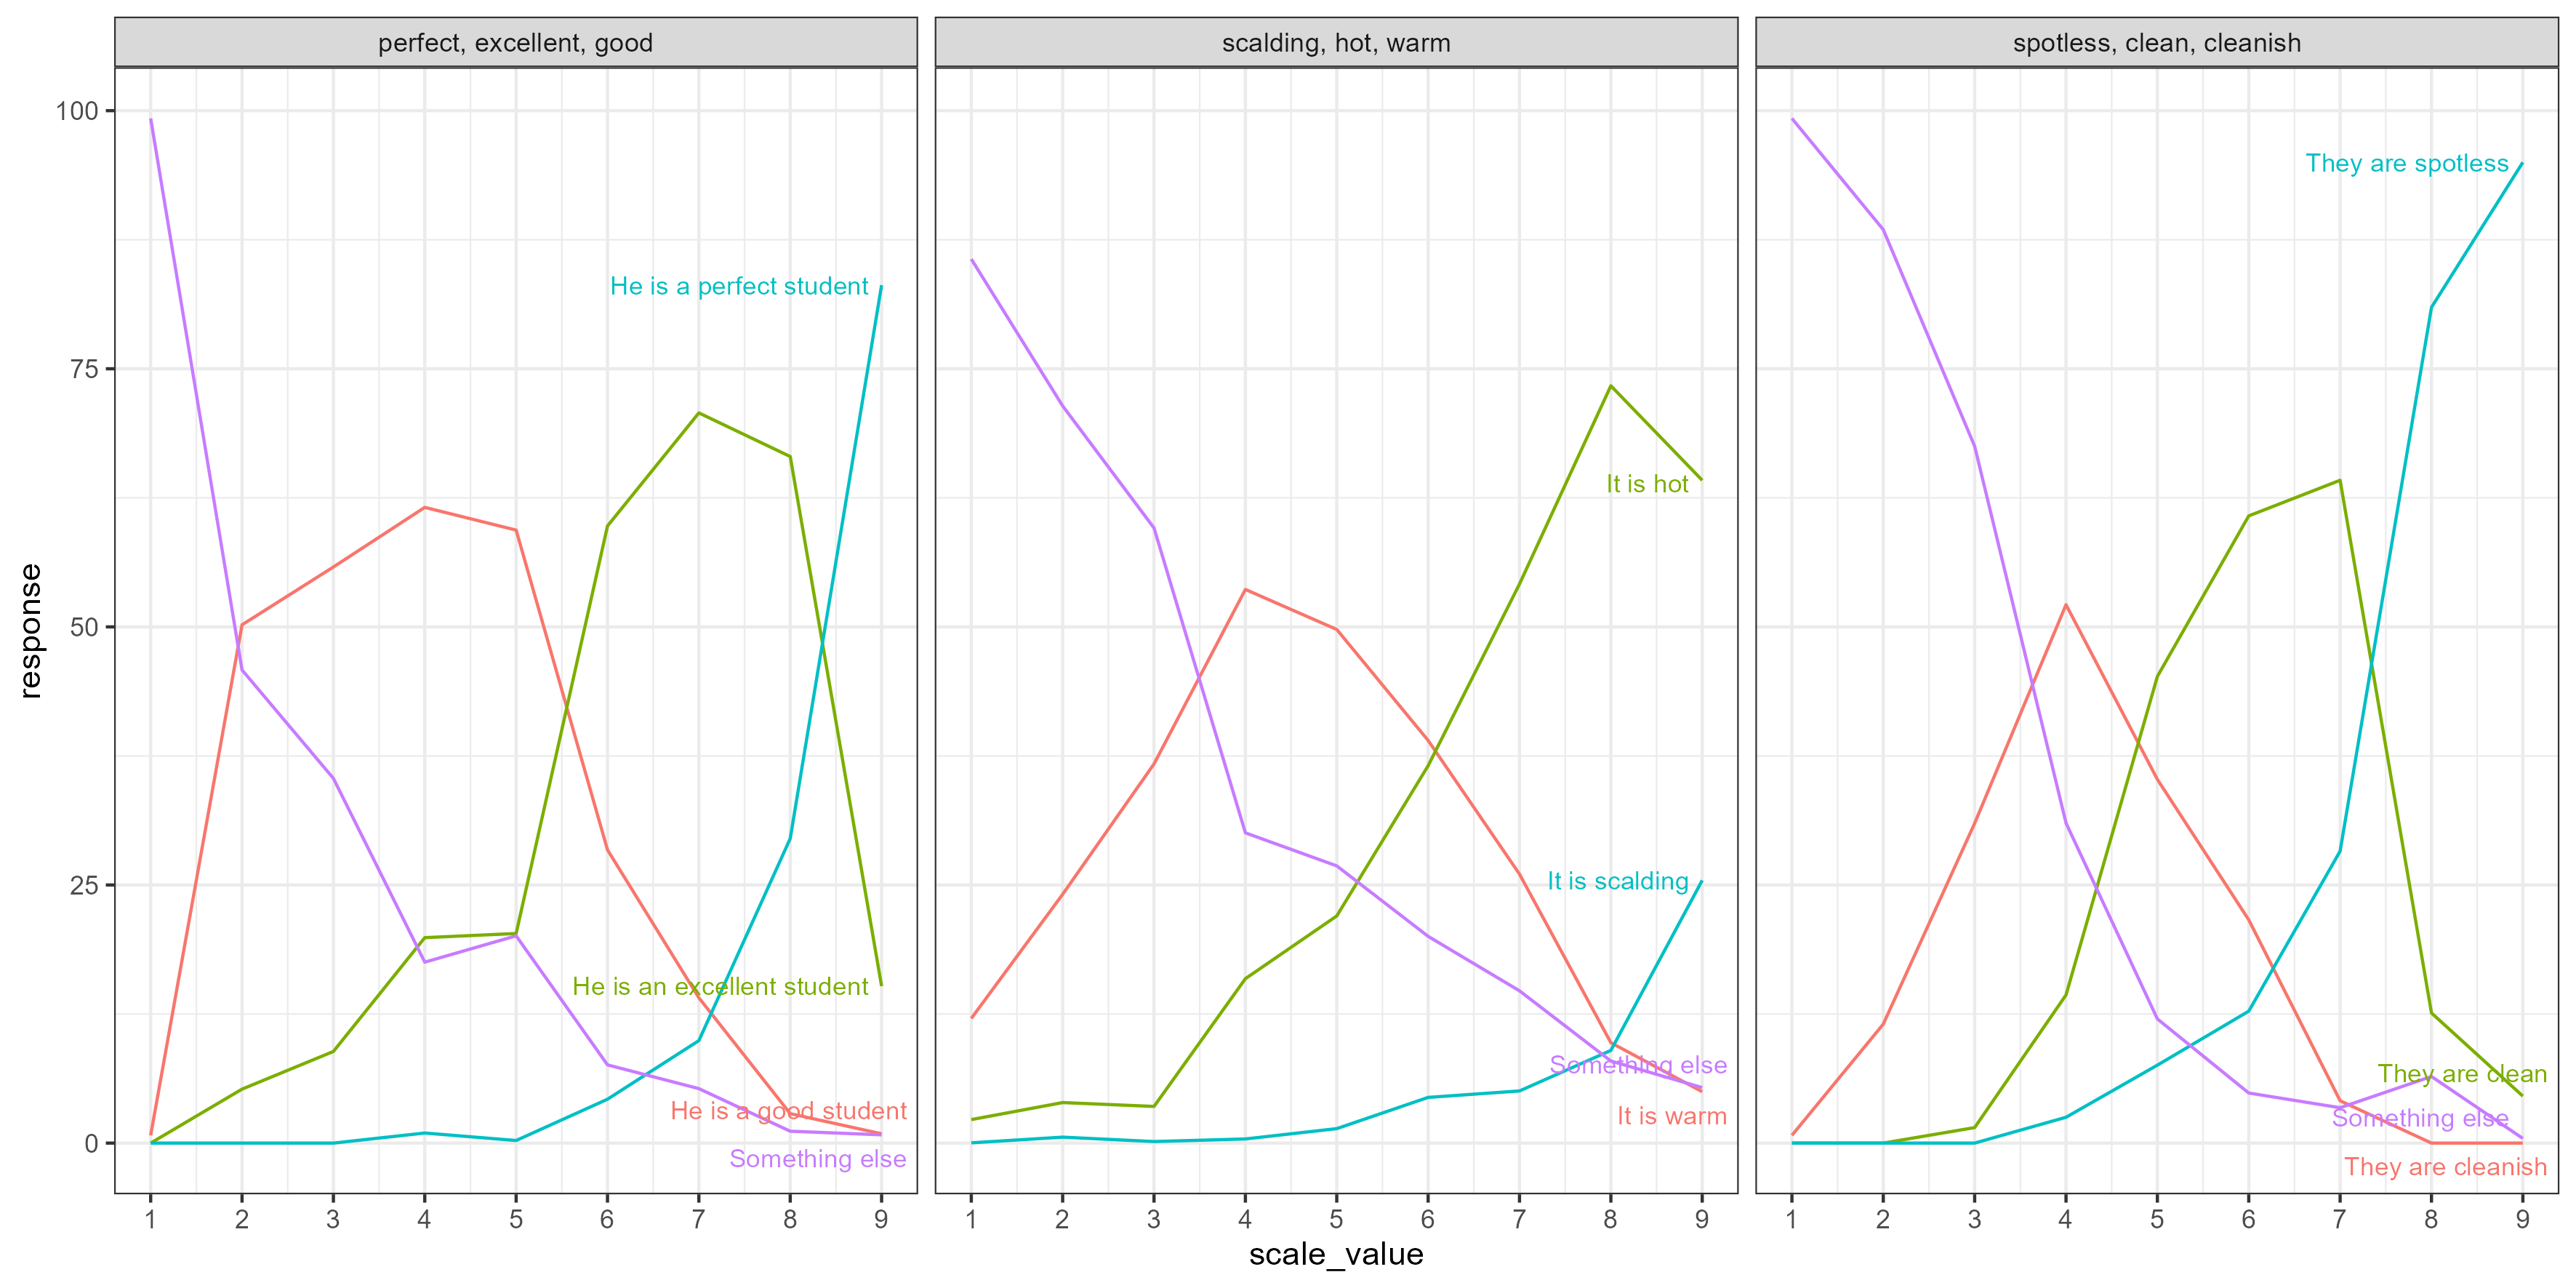 perfect, excellent, good
scalding, hot, warm
spotless, clean, cleanish
response
100
75
50
25
0
He is a perfect student
He is an excellent student
He is a good student
Something else
It is hot
It is scalding
Something else
It is warm
They are spotless
They are clean
Something else
They are cleanish
1 2 3 4 5 6 7 8 9
1 2 3 4 5 6 7 8 9
1 2 3 4 5 6 7 8 9
scale_value